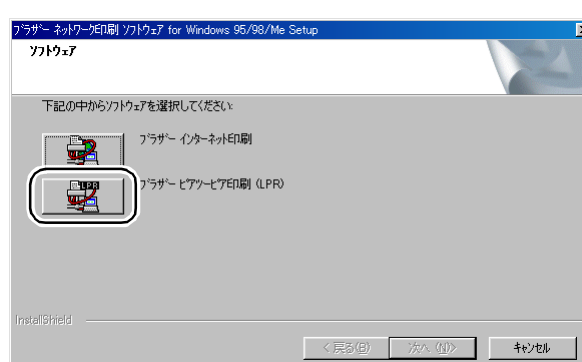 ブラザー ネットワーク印刷 ソフトウェア for Windows 95/98/Me Setup
ソフトウェア
下記の中からソフトウェアを選択してください:
ブラザー インターネット印刷
LPR
ブラザー ピアツーピア印刷 (LPR)
InstallShield
< 戻る(B) 次へ (N)> キャンセル